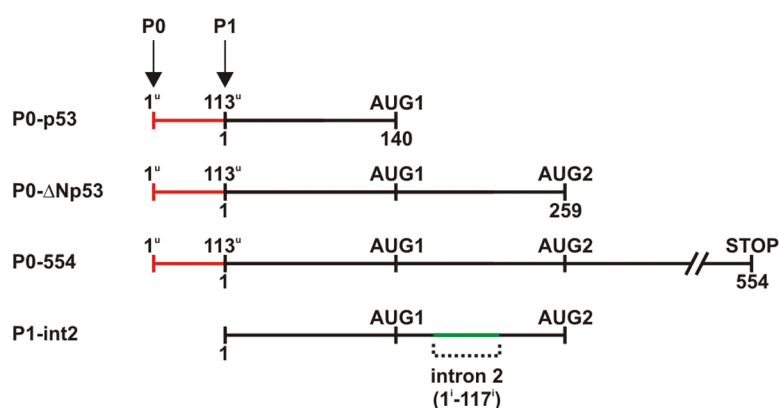 P0 P1
1ᵘ 113ᵘ AUG1
P0-p53
1 140
1ᵘ 113ᵘ AUG1 AUG2
P0-ΔNp53
1 259
1ᵘ 113ᵘ AUG1 AUG2 STOP
P0-554
1 554
AUG1 AUG2
P1-int2
1
intron 2
(1ⁱ-117ⁱ)